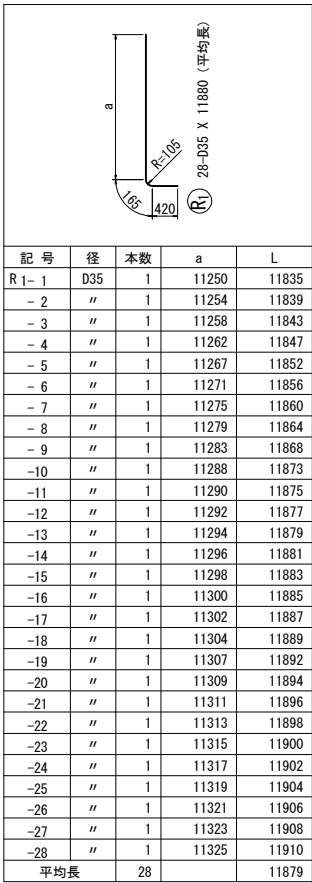 a
R=105
165
420
R1 28-D35 X 11880 (平均長)
記 号 径 本数 a L
R 1- 1 D35 1 11250 11835
- 2 〃 1 11254 11839
- 3 〃 1 11258 11843
- 4 〃 1 11262 11847
- 5 〃 1 11267 11852
- 6 〃 1 11271 11856
- 7 〃 1 11275 11860
- 8 〃 1 11279 11864
- 9 〃 1 11283 11868
-10 〃 1 11288 11873
-11 〃 1 11290 11875
-12 〃 1 11292 11877
-13 〃 1 11294 11879
-14 〃 1 11296 11881
-15 〃 1 11298 11883
-16 〃 1 11300 11885
-17 〃 1 11302 11887
-18 〃 1 11304 11889
-19 〃 1 11307 11892
-20 〃 1 11309 11894
-21 〃 1 11311 11896
-22 〃 1 11313 11898
-23 〃 1 11315 11900
-24 〃 1 11317 11902
-25 〃 1 11319 11904
-26 〃 1 11321 11906
-27 〃 1 11323 11908
-28 〃 1 11325 11910
平均長 28 11879